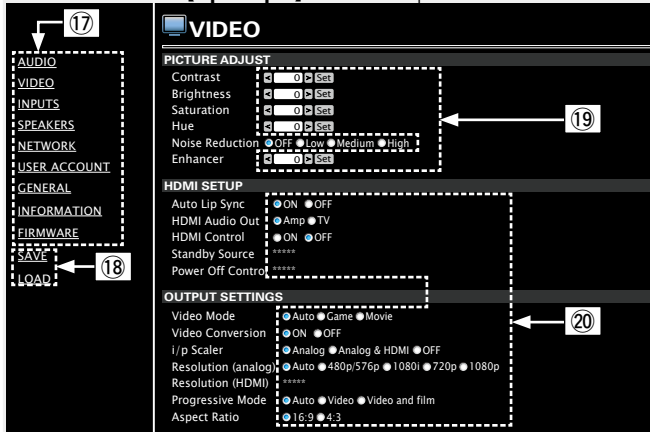 ⑰
AUDIO
VIDEO
INPUTS
SPEAKERS
NETWORK
USER ACCOUNT
GENERAL
INFORMATION
FIRMWARE
SAVE
LOAD
⑱
VIDEO
PICTURE ADJUST
Contrast < 0 > Set
Brightness < 0 > Set
Saturation < 0 > Set
Hue < 0 > Set
Noise Reduction OFF Low Medium High
Enhancer < 0 > Set
⑲
HDMI SETUP
Auto Lip Sync ON OFF
HDMI Audio Out Amp TV
HDMI Control ON OFF
Standby Source *****
Power Off Control *****
OUTPUT SETTINGS
Video Mode Auto Game Movie
Video Conversion ON OFF
i/p Scaler Analog Analog & HDMI OFF
Resolution (analog) Auto 480p/576p 1080i 720p 1080p
Resolution (HDMI) *****
Progressive Mode Auto Video Video and film
Aspect Ratio 16:9 4:3
⑳